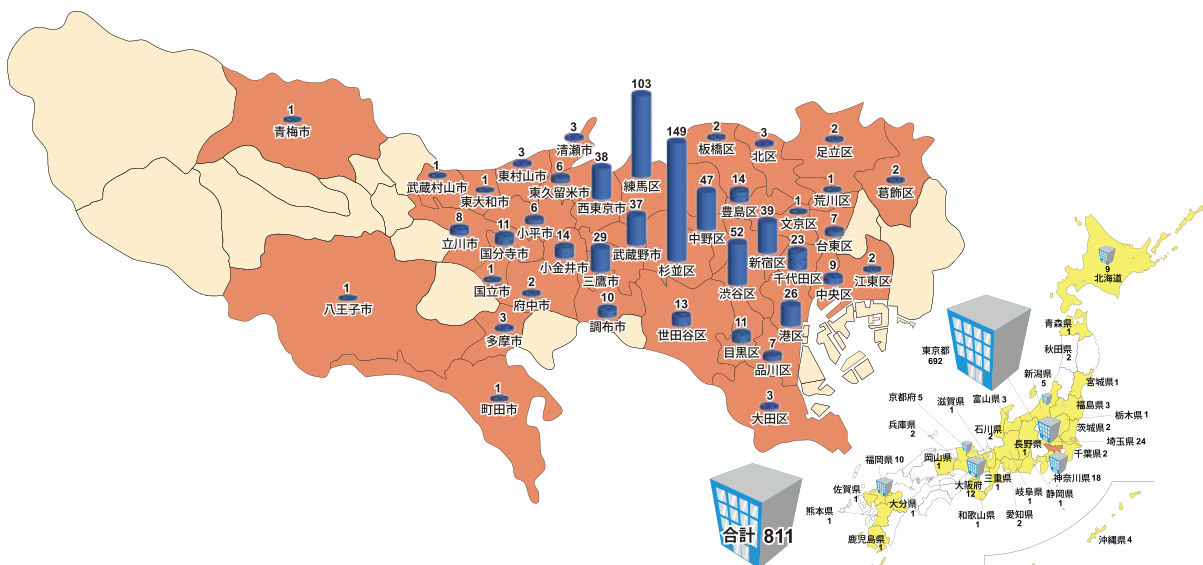 1
青梅市
1
武蔵村山市
1
東大和市
3
東村山市
3
清瀬市
6
東久留米市
38
西東京市
103
練馬区
149
杉並区
2
板橋区
3
北区
2
足立区
2
葛飾区
1
荒川区
14
豊島区
1
文京区
7
台東区
47
中野区
39
新宿区
23
千代田区
9
中央区
2
江東区
52
渋谷区
26
港区
37
武蔵野市
29
三鷹市
14
小金井市
6
小平市
11
国分寺市
8
立川市
1
国立市
2
府中市
3
多摩市
10
調布市
13
世田谷区
11
目黒区
7
品川区
3
大田区
1
八王子市
1
町田市
合計 811
9
北海道
青森県
1
秋田県
2
東京都
692
新潟県
5
宮城県1
富山県 3
福島県 3
栃木県 1
茨城県 2
埼玉県 24
千葉県 2
神奈川県 18
長野県
1
石川県
2
滋賀県
1
京都府 5
兵庫県
2
岡山県
1
福岡県 10
佐賀県
1
熊本県
1
大分県
1
鹿児島県
1
大阪府
12
三重県
1
和歌山県
1
愛知県
2
岐阜県
1
静岡県
1
沖縄県 4